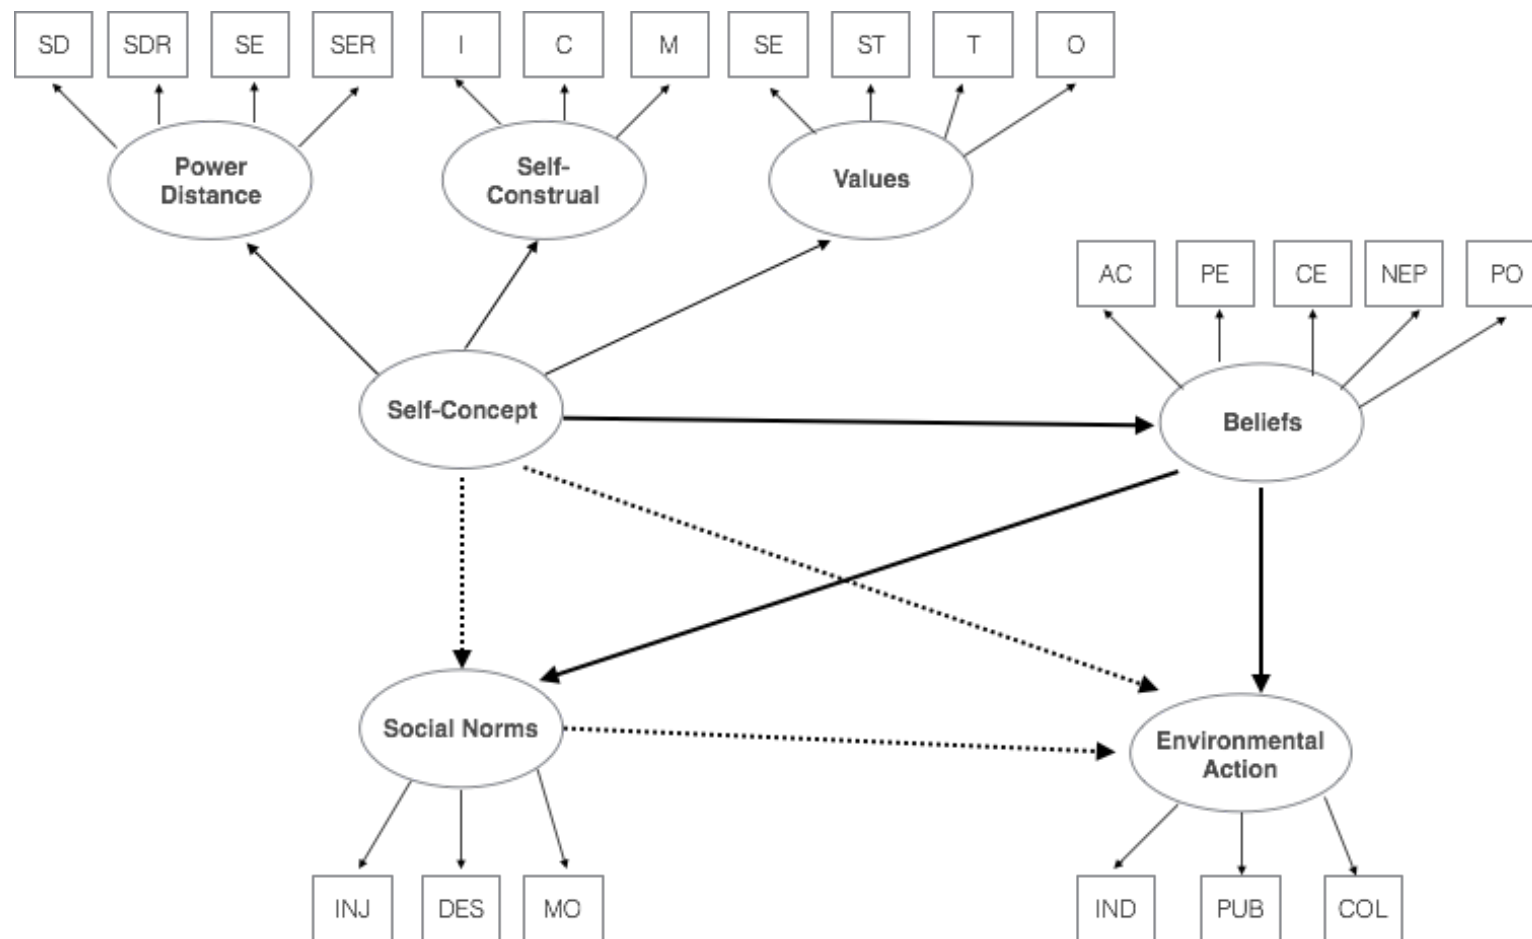 SD
SDR
SE
SER
I
C
M
SE
ST
T
O
Power
Distance
Self-
Construal
Values
AC
PE
CE
NEP
PO
Self-Concept
Beliefs
Social Norms
Environmental
Action
INJ
DES
MO
IND
PUB
COL